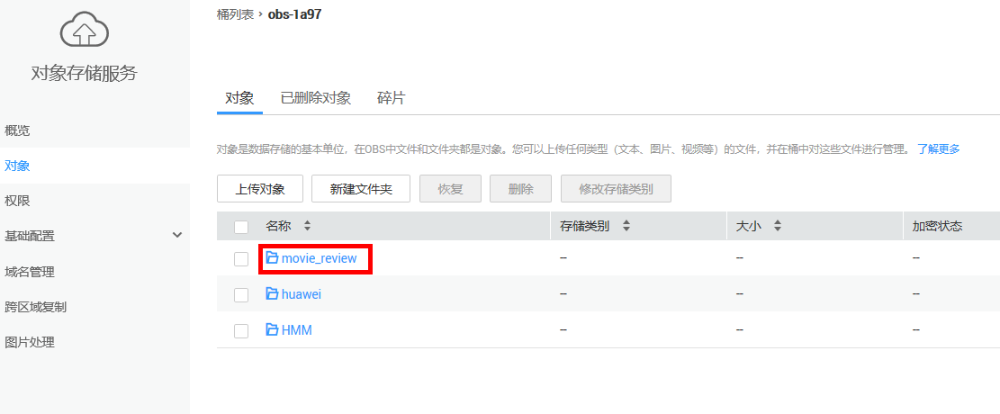 桶列表 › obs-1a97
对象存储服务
对象 已删除对象 碎片
概览
对象
权限
基础配置
域名管理
跨区域复制
图片处理
对象是数据存储的基本单位，在OBS中文件和文件夹都是对象。您可以上传任何类型（文本、图片、视频等）的文件，并在桶中对这些文件进行管理。 了解更多
上传对象 新建文件夹 恢复 删除 修改存储类别
名称 存储类别 大小 加密状态
movie_review -- -- --
huawei -- -- --
HMM -- -- --